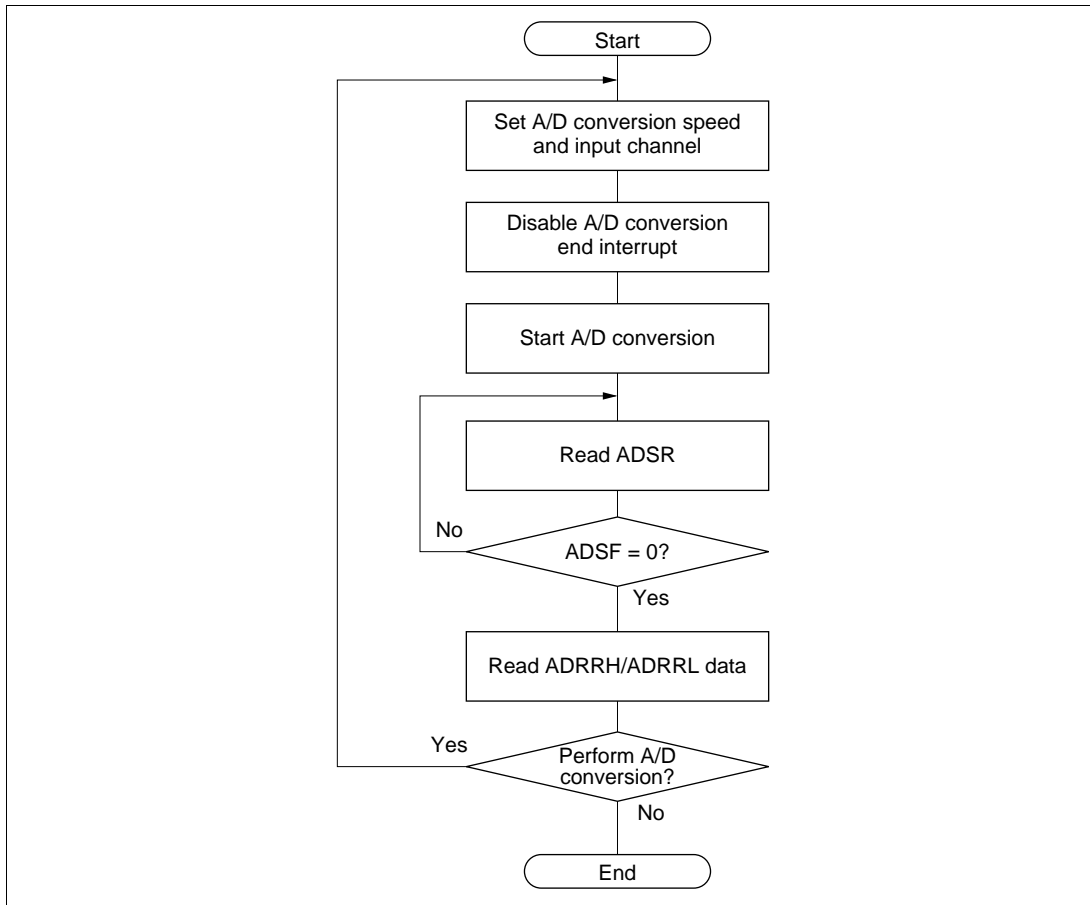 Start
Set A/D conversion speed
and input channel
Disable A/D conversion
end interrupt
Start A/D conversion
Read ADSR
No
ADSF = 0?
Yes
Read ADRRH/ADRRL data
Yes
Perform A/D
conversion?
No
End